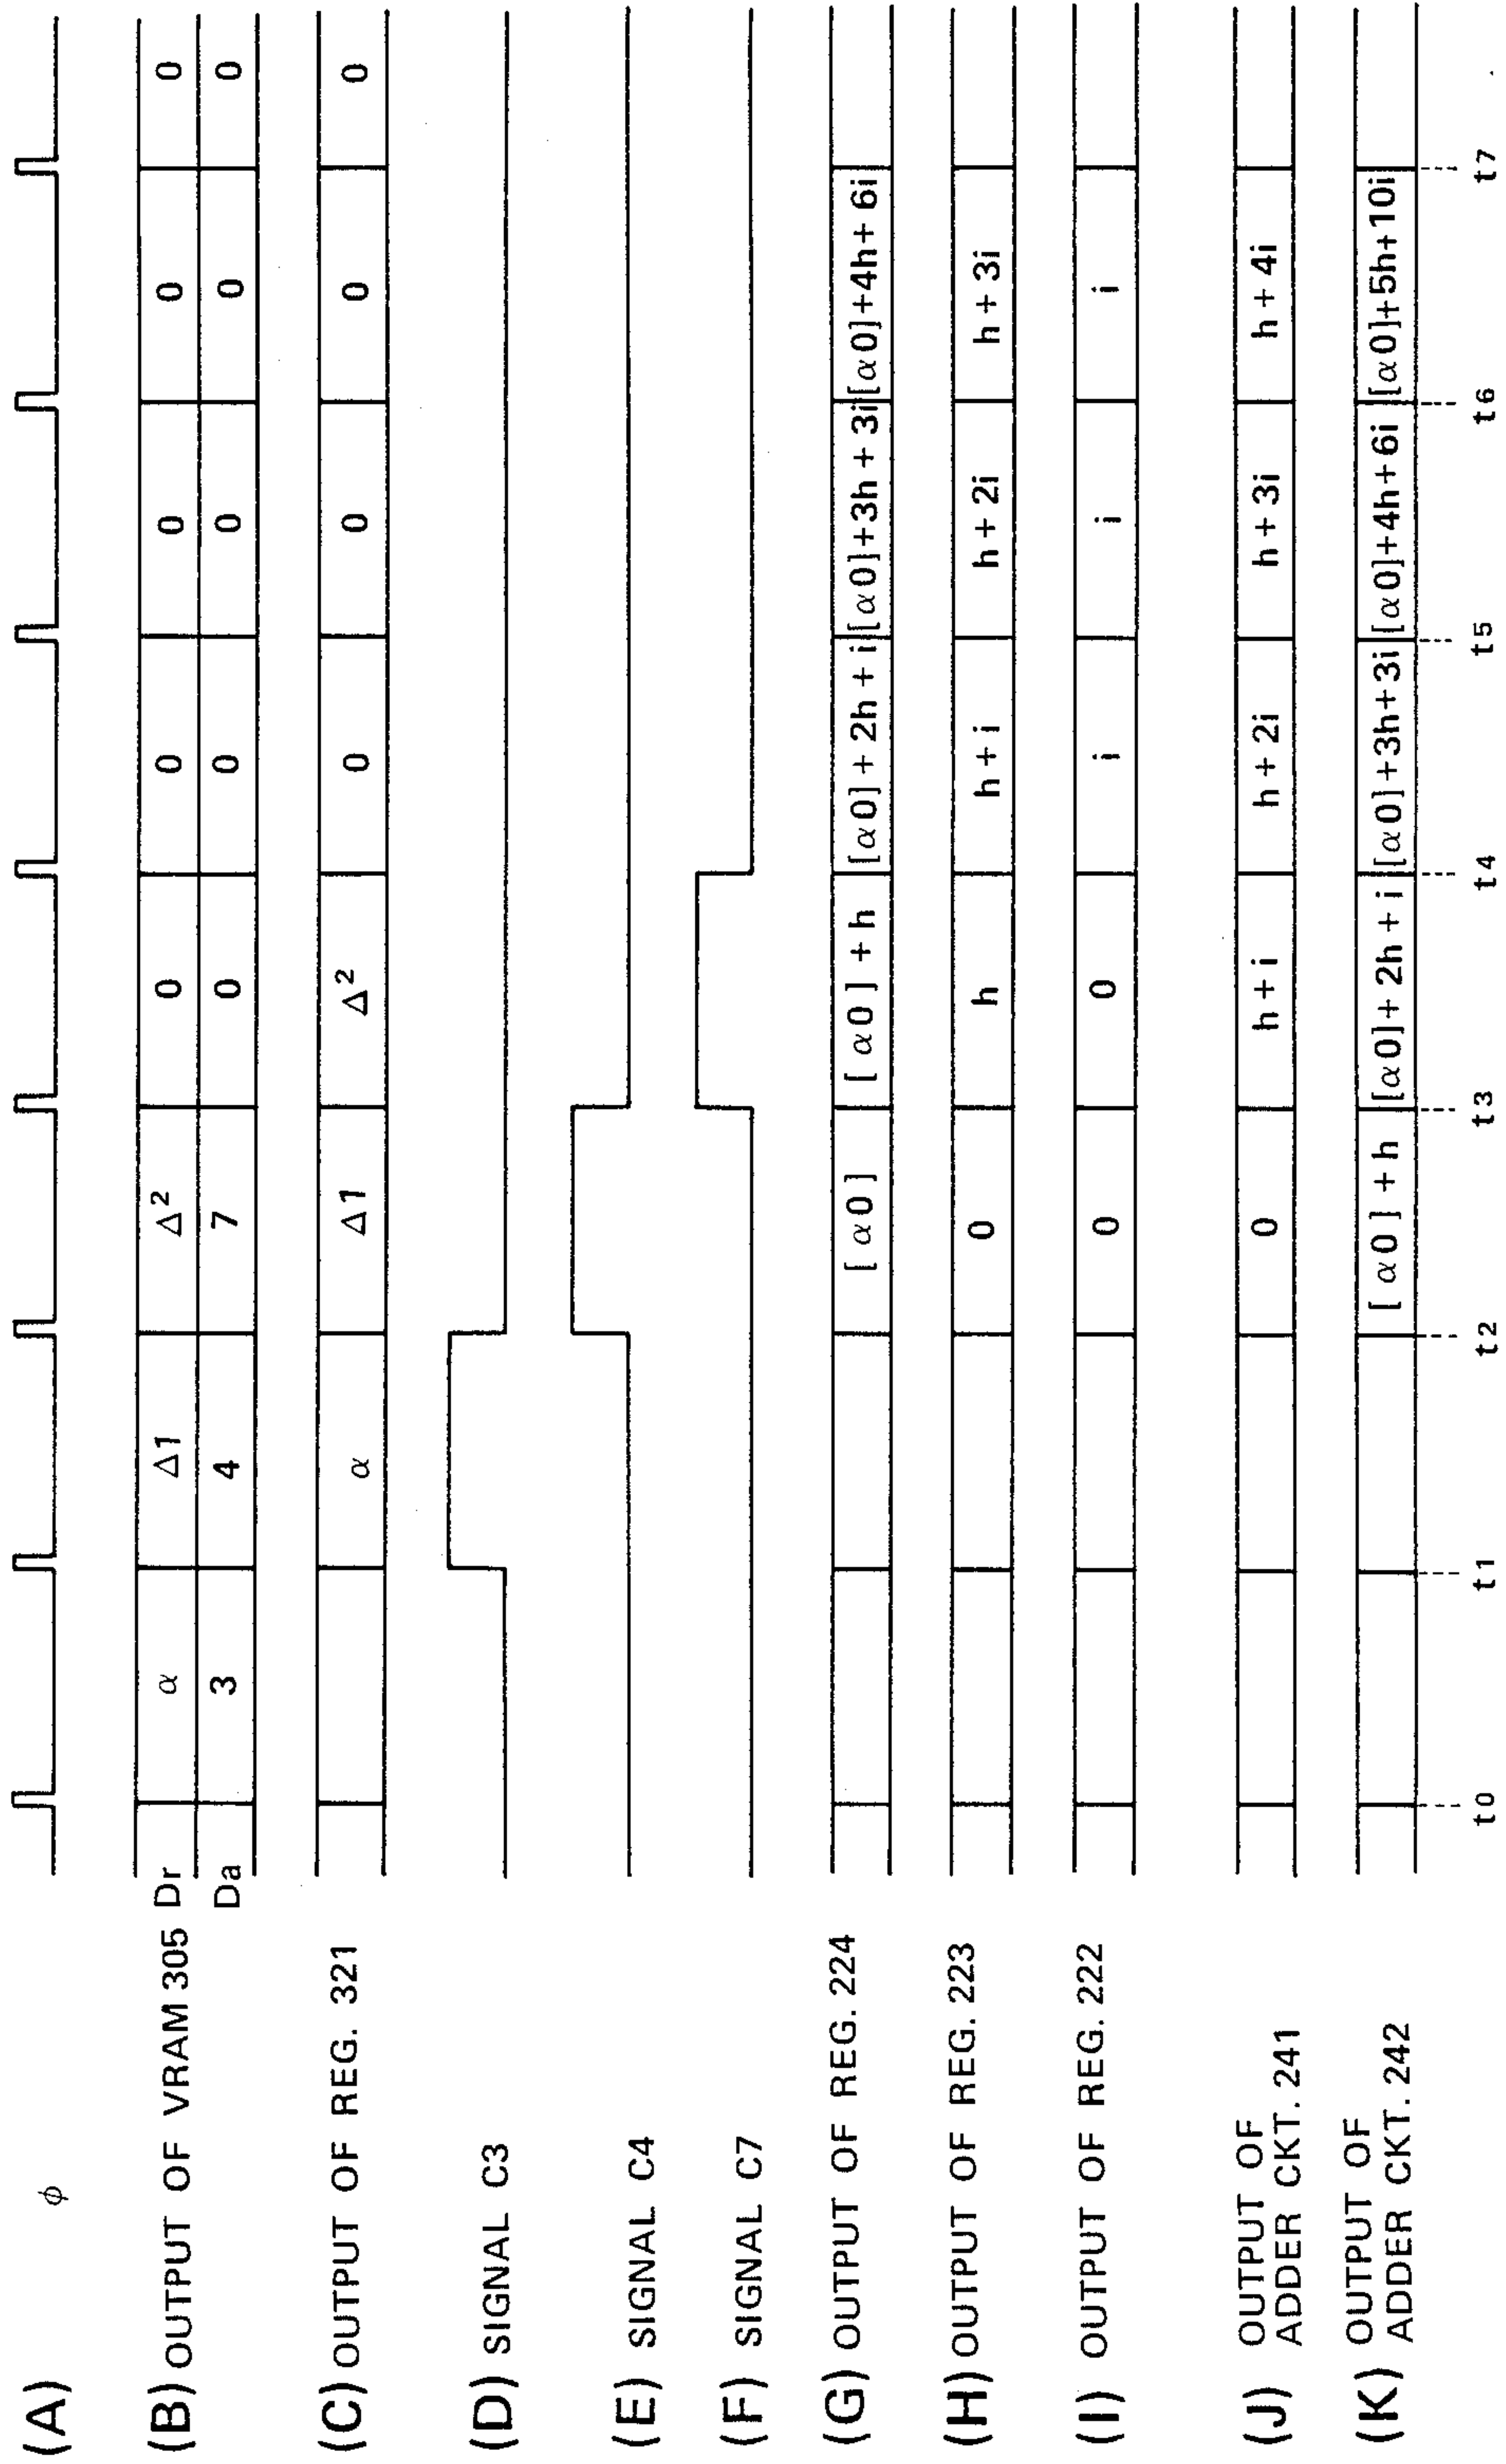 (A) ϕ
(B) OUTPUT OF VRAM 305 Dr α Δ1 Δ² 0 0 0 0 0
Da 3 4 7 0 0 0 0 0
(C) OUTPUT OF REG. 321 α Δ1 Δ² 0 0 0 0
(D) SIGNAL C3
(E) SIGNAL C4
(F) SIGNAL C7
(G) OUTPUT OF REG. 224 [α0] [α0]+h [α0]+2h+i [α0]+3h+3i [α0]+4h+6i
(H) OUTPUT OF REG. 223 0 h h+i h+2i h+3i
(I) OUTPUT OF REG. 222 0 0 i i i
(J) OUTPUT OF
ADDER CKT. 241 0 h+i h+2i h+3i h+4i
(K) OUTPUT OF
ADDER CKT. 242 [α0]+h [α0]+2h+i [α0]+3h+3i [α0]+4h+6i [α0]+5h+10i
t0 t1 t2 t3 t4 t5 t6 t7